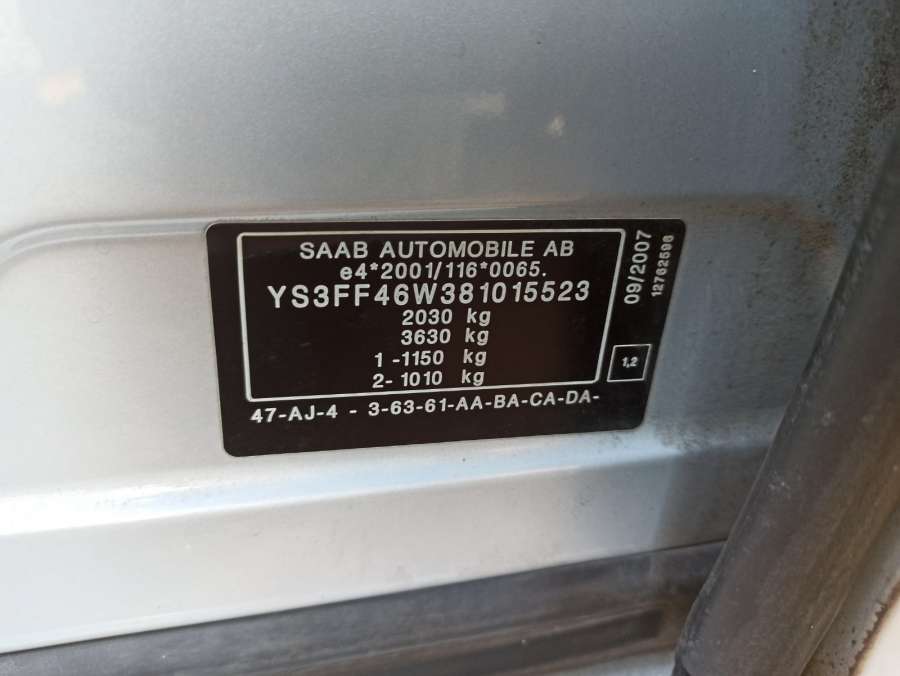 SAAB AUTOMOBILE AB
e4*2001/116*0065.
YS3FF46W381015523
2030 kg
3630 kg
1 -1150 kg
2- 1010 kg
47-AJ-4 - 3-63-61-AA-BA-CA-DA-
09/2007
12762596
1,2